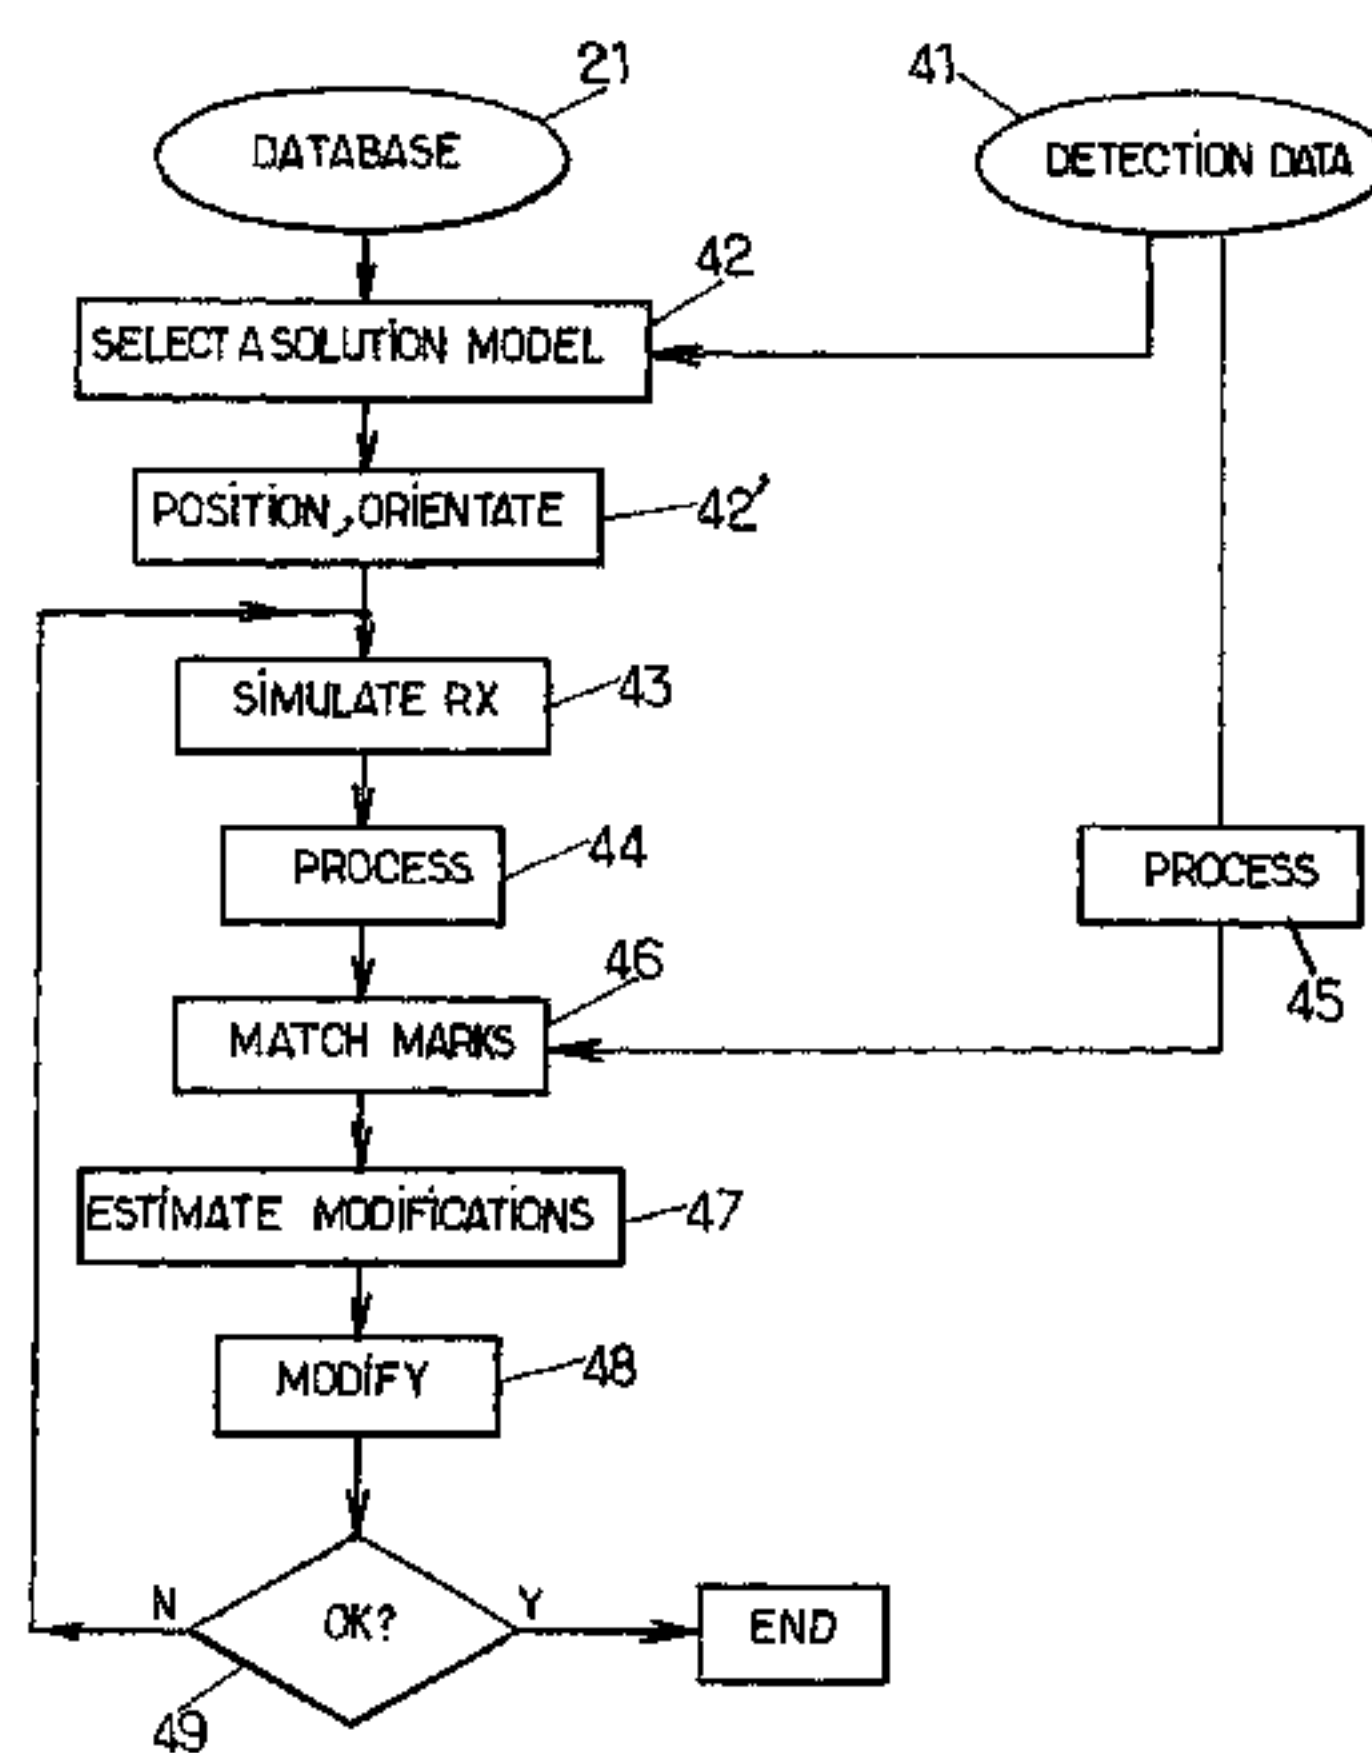 21
41
DATABASE
DETECTION DATA
42
SELECT A SOLUTION MODEL
POSITION, ORIENTATE
42'
SIMULATE RX
43
PROCESS
44
PROCESS
45
46
MATCH MARKS
ESTIMATE MODIFICATIONS
47
MODIFY
48
N
OK?
Y
END
49